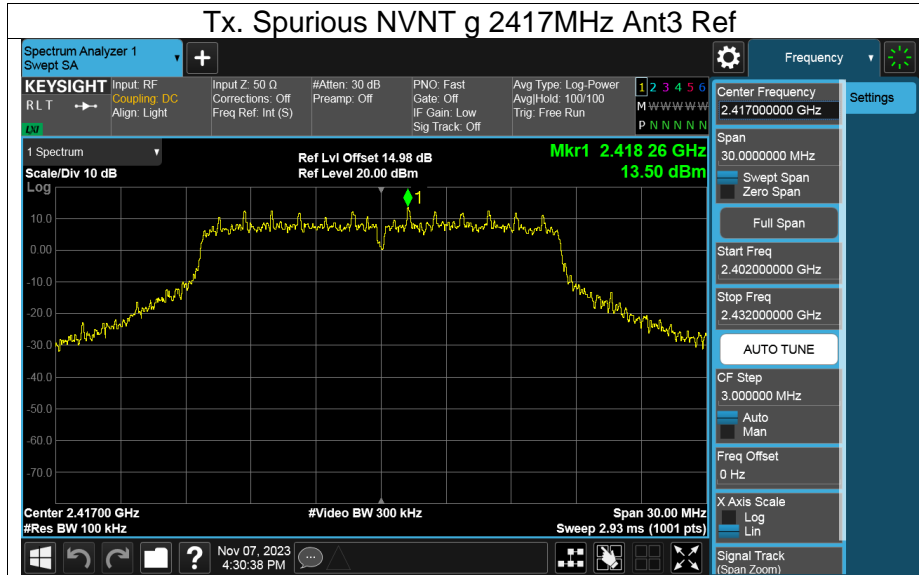 Tx. Spurious NVNT g 2417MHz Ant3 Ref
Spectrum Analyzer 1
Swept SA
Frequency
KEYSIGHT
RLT
LXI
Input: RF
Coupling: DC
Align: Light
Input Z: 50 Ω
Corrections: Off
Freq Ref: Int (S)
#Atten: 30 dB
Preamp: Off
PNO: Fast
Gate: Off
IF Gain: Low
Sig Track: Off
Avg Type: Log-Power
Avg|Hold: 100/100
Trig: Free Run
1 2 3 4 5 6
M W W W W W
P N N N N N
1 Spectrum
Scale/Div 10 dB
Ref Lvl Offset 14.98 dB
Ref Level 20.00 dBm
Mkr1 2.418 26 GHz
13.50 dBm
Log
1
10.0
0.00
-10.0
-20.0
-30.0
-40.0
-50.0
-60.0
-70.0
Center 2.41700 GHz
#Res BW 100 kHz
#Video BW 300 kHz
Span 30.00 MHz
Sweep 2.93 ms (1001 pts)
Center Frequency
2.417000000 GHz
Settings
Span
30.0000000 MHz
Swept Span
Zero Span
Full Span
Start Freq
2.402000000 GHz
Stop Freq
2.432000000 GHz
AUTO TUNE
CF Step
3.000000 MHz
Auto
Man
Freq Offset
0 Hz
X Axis Scale
Log
Lin
Signal Track
(Span Zoom)
?
Nov 07, 2023
4:30:38 PM